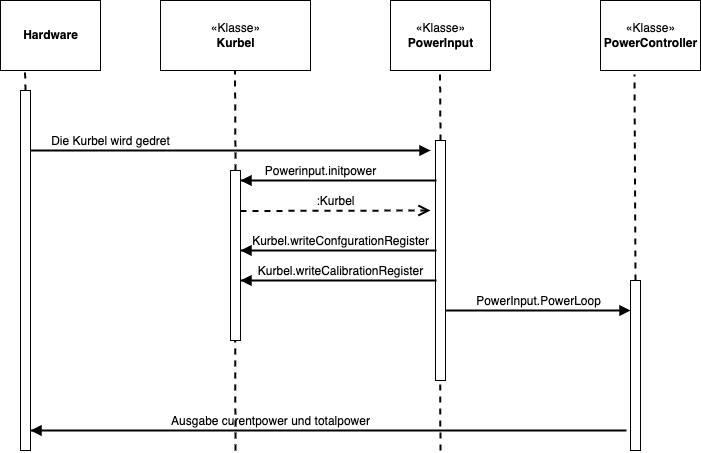 Hardware
«Klasse»
Kurbel
«Klasse»
PowerInput
«Klasse»
PowerController
Die Kurbel wird gedret
Powerinput.initpower
:Kurbel
Kurbel.writeConfgurationRegister
Kurbel.writeCalibrationRegister
PowerInput.PowerLoop
Ausgabe curentpower und totalpower